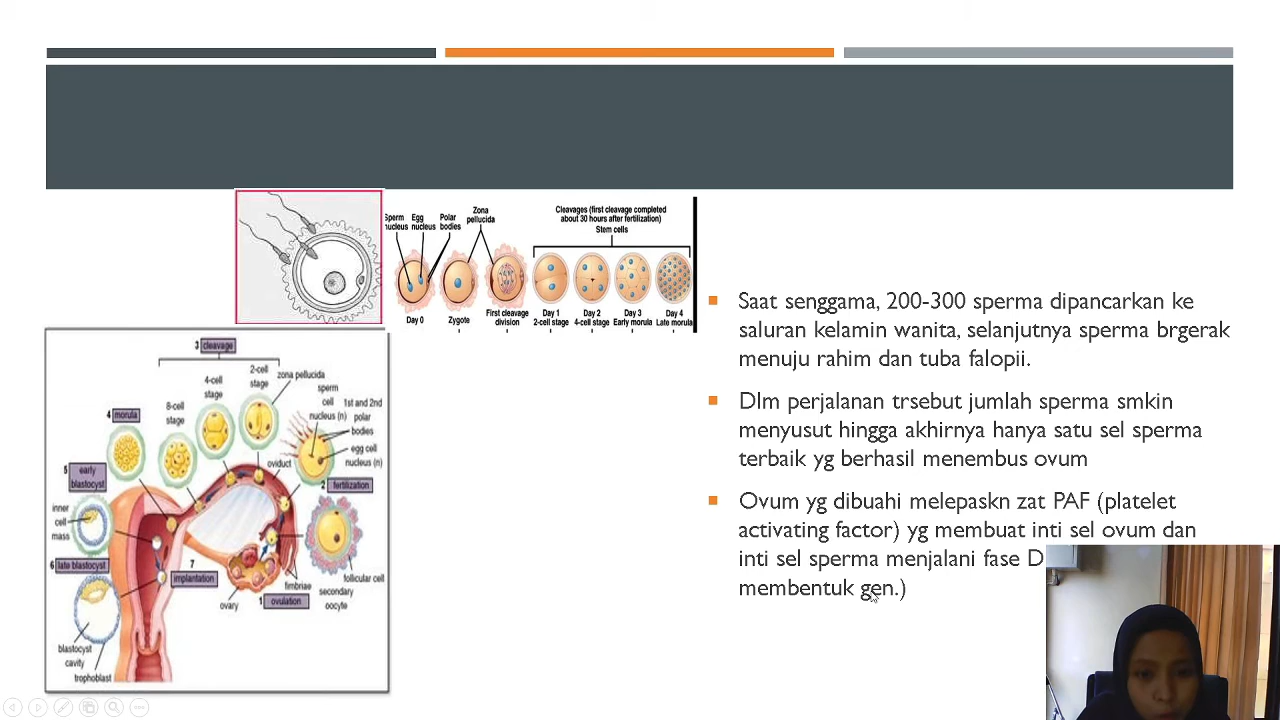 Sperm nucleus
Egg nucleus
Polar bodies
Zona pellucida
Cleavages (first cleavage completed
about 30 hours after fertilization)
Stem cells
Day 0
Zygote
First cleavage
division
Day 1
2-cell stage
Day 2
4-cell stage
Day 3
Early morula
Day 4
Late morula
3 cleavage
2-cell
stage
zona pellucida
4-cell
stage
sperm
cell
nucleus (n)
1st and 2nd
polar
bodies
8-cell
stage
4 morula
egg cell
nucleus (n)
oviduct
5 early
blastocyst
2 fertilization
inner
cell
mass
6 late blastocyst
7
implantation
fimbriae
follicular cell
ovary
1 ovulation
secondary
oocyte
blastocyst
cavity
trophoblast
Saat senggama, 200-300 sperma dipancarkan ke
saluran kelamin wanita, selanjutnya sperma brgerak
menuju rahim dan tuba falopii.
Dlm perjalanan trsebut jumlah sperma smkin
menyusut hingga akhirnya hanya satu sel sperma
terbaik yg berhasil menembus ovum
Ovum yg dibuahi melepaskn zat PAF (platelet
activating factor) yg membuat inti sel ovum dan
inti sel sperma menjalani fase D
membentuk gen.)